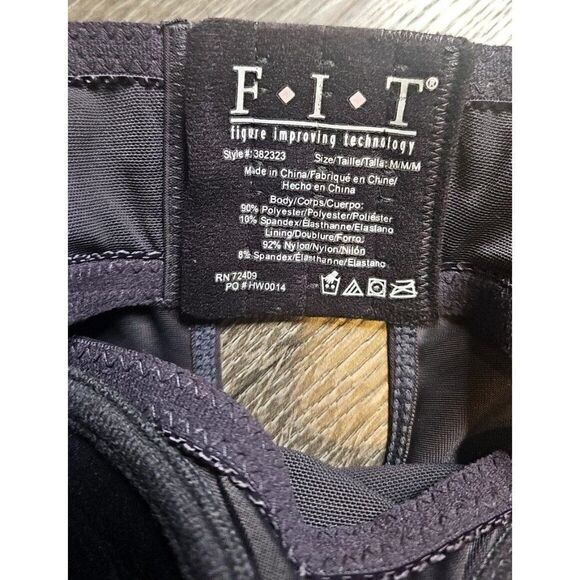 F • I • T®
figure improving technology
Style#: 382323 Size/Taille/Talla: M/M/M
Made in China/Fabriqué en Chine/
Hecho en China
Body/Corps/Cuerpo:
90% Polyester/Polyester/Poliéster
10% Spandex/Élasthanne/Elastano
Lining/Doublure/Forro:
92% Nylon/Nylon/Nilón
8% Spandex/Élasthanne/Elastano
RN 72409
PO # HW0014